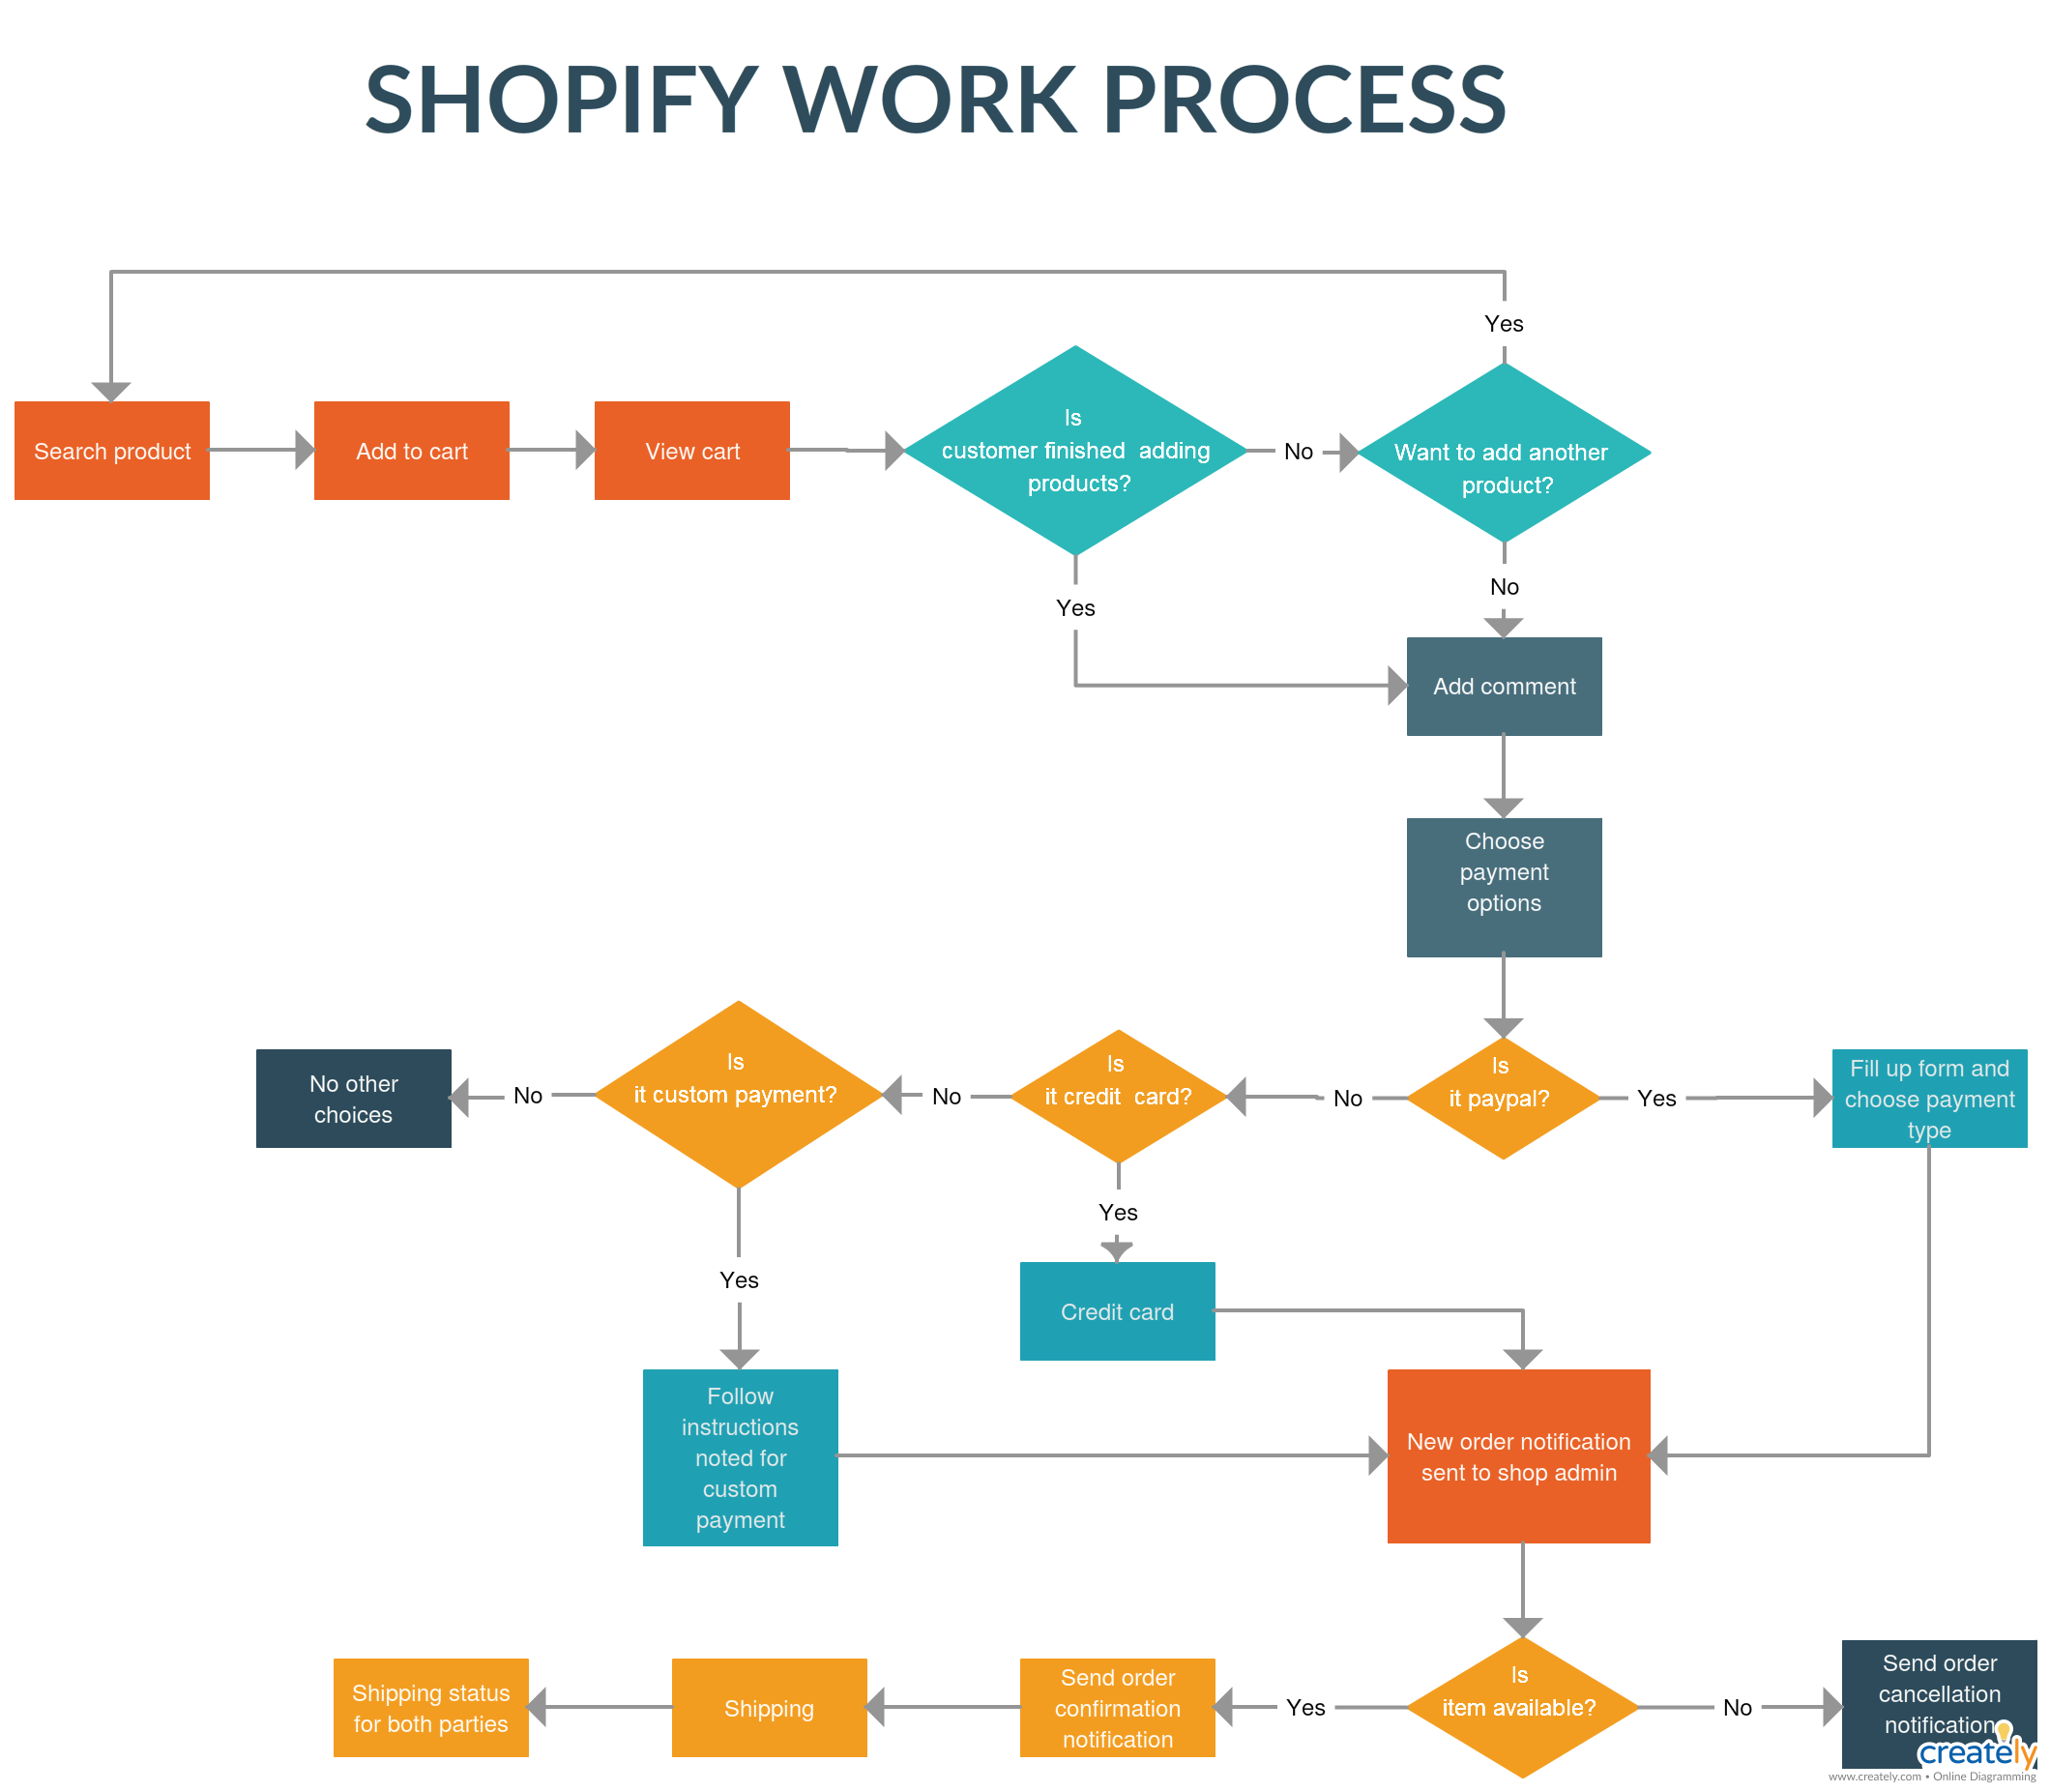 SHOPIFY WORK PROCESS
Yes
Search product
Add to cart
View cart
Is
customer finished adding
products?
No
Want to add another
product?
Yes
No
Add comment
Choose
payment
options
No other
choices
No
Is
it custom payment?
No
Is
it credit card?
No
Is
it paypal?
Yes
Fill up form and
choose payment
type
Yes
Yes
Credit card
Follow
instructions
noted for
custom
payment
New order notification
sent to shop admin
Shipping status
for both parties
Shipping
Send order
confirmation
notification
Yes
Is
item available?
No
Send order
cancellation
notification
creately
www.creately.com • Online Diagramming